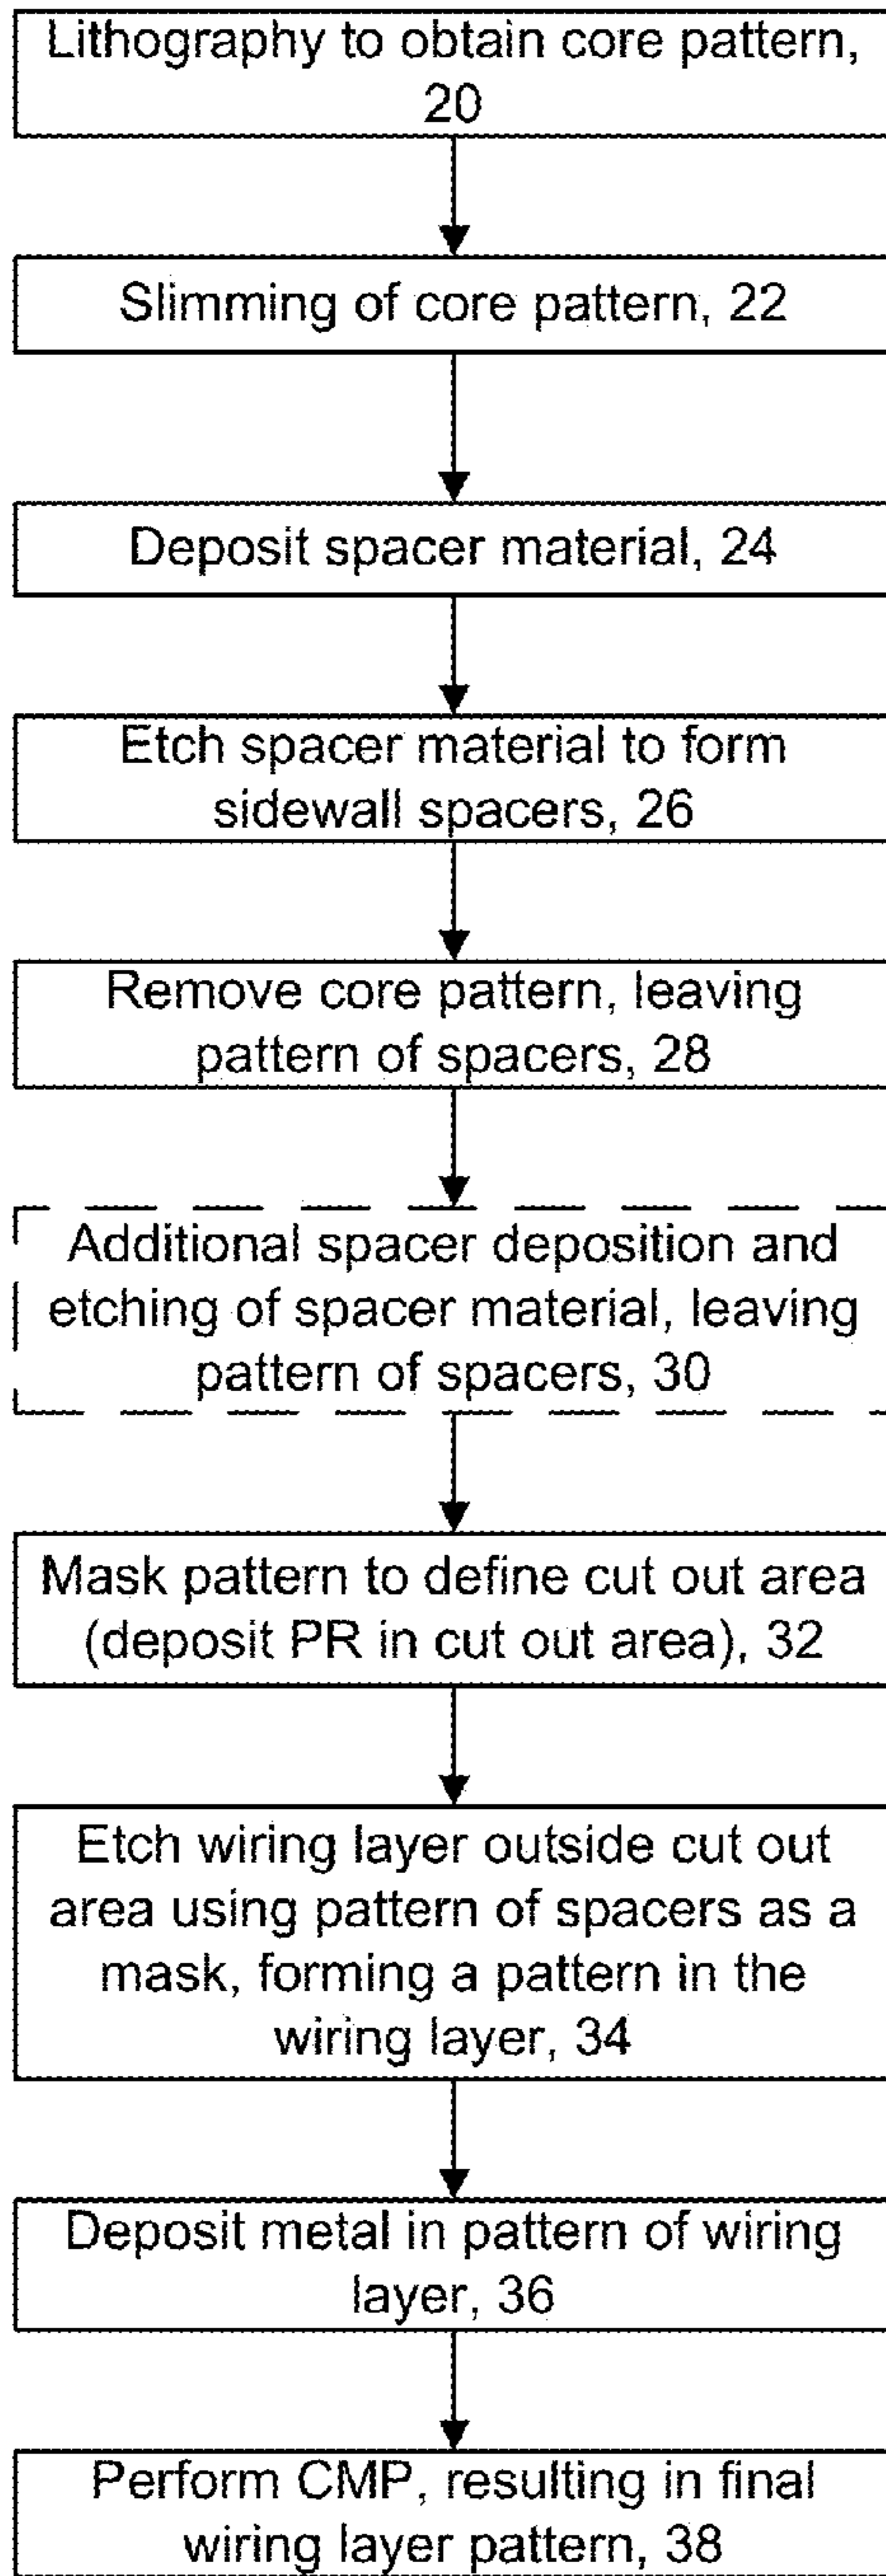 Lithography to obtain core pattern,
20
Slimming of core pattern, 22
Deposit spacer material, 24
Etch spacer material to form
sidewall spacers, 26
Remove core pattern, leaving
pattern of spacers, 28
Additional spacer deposition and
etching of spacer material, leaving
pattern of spacers, 30
Mask pattern to define cut out area
(deposit PR in cut out area), 32
Etch wiring layer outside cut out
area using pattern of spacers as a
mask, forming a pattern in the
wiring layer, 34
Deposit metal in pattern of wiring
layer, 36
Perform CMP, resulting in final
wiring layer pattern, 38